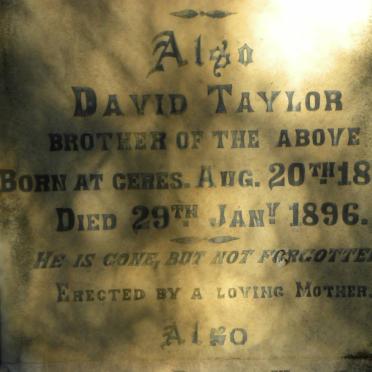 Also
DAVID TAYLOR
BROTHER OF THE ABOVE
BORN AT CERES. AUG. 20TH 18
DIED 29TH JANY 1896.
HE IS GONE, BUT NOT FORGOTTE
ERECTED BY A LOVING MOTHER.
ALSO